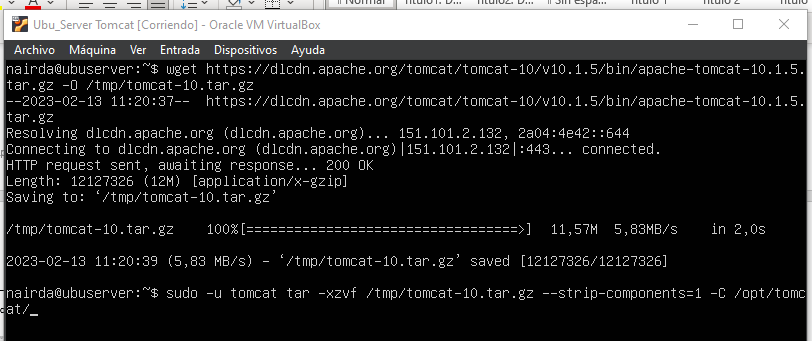 Normal
Título1.
Título2. D...
Sin espa...
Título
Ubu_Server Tomcat [Corriendo] - Oracle VM VirtualBox
Archivo Máquina Ver Entrada Dispositivos Ayuda
nairda@ubuserver:~$ wget https://dlcdn.apache.org/tomcat/tomcat-10/v10.1.5/bin/apache-tomcat-10.1.5.
tar.gz -O /tmp/tomcat-10.tar.gz
--2023-02-13 11:20:37-- https://dlcdn.apache.org/tomcat/tomcat-10/v10.1.5/bin/apache-tomcat-10.1.5.
tar.gz
Resolving dlcdn.apache.org (dlcdn.apache.org)... 151.101.2.132, 2a04:4e42::644
Connecting to dlcdn.apache.org (dlcdn.apache.org)|151.101.2.132|:443... connected.
HTTP request sent, awaiting response... 200 OK
Length: 12127326 (12M) [application/x-gzip]
Saving to: ‘/tmp/tomcat-10.tar.gz’
/tmp/tomcat-10.tar.gz 100%[==================================>] 11,57M 5,83MB/s in 2,0s
2023-02-13 11:20:39 (5,83 MB/s) - ‘/tmp/tomcat-10.tar.gz’ saved [12127326/12127326]
nairda@ubuserver:~$ sudo -u tomcat tar -xzvf /tmp/tomcat-10.tar.gz --strip-components=1 -C /opt/tomc
at/_